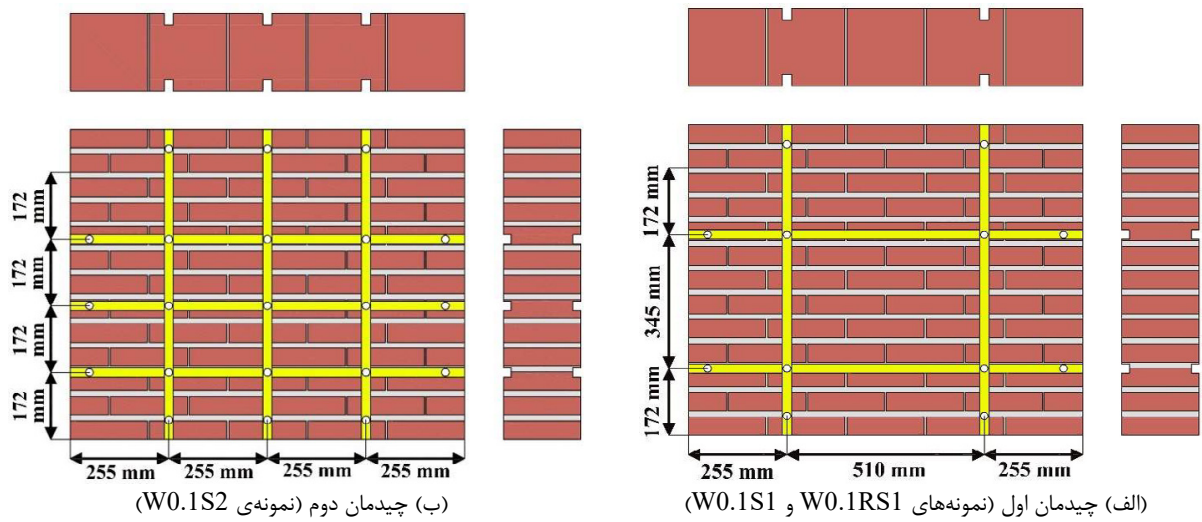 172 mm
172 mm
172 mm
172 mm
255 mm 255 mm 255 mm 255 mm
(ب) چیدمان دوم (نمونه‌ی W0.1S2)
172 mm
345 mm
172 mm
255 mm 510 mm 255 mm
(الف) چیدمان اول (نمونه‌های W0.1RS1 و W0.1S1)